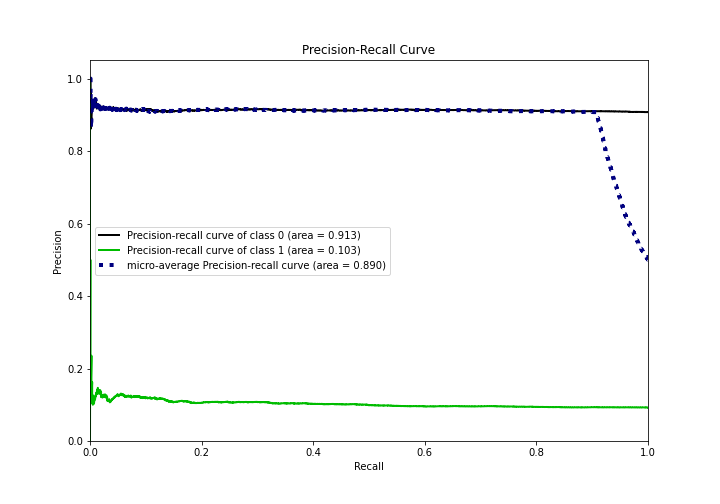 Precision-Recall Curve
Precision
1.0
0.8
0.6
0.4
0.2
0.0
Precision-recall curve of class 0 (area = 0.913)
Precision-recall curve of class 1 (area = 0.103)
micro-average Precision-recall curve (area = 0.890)
0.0 0.2 0.4 0.6 0.8 1.0
Recall